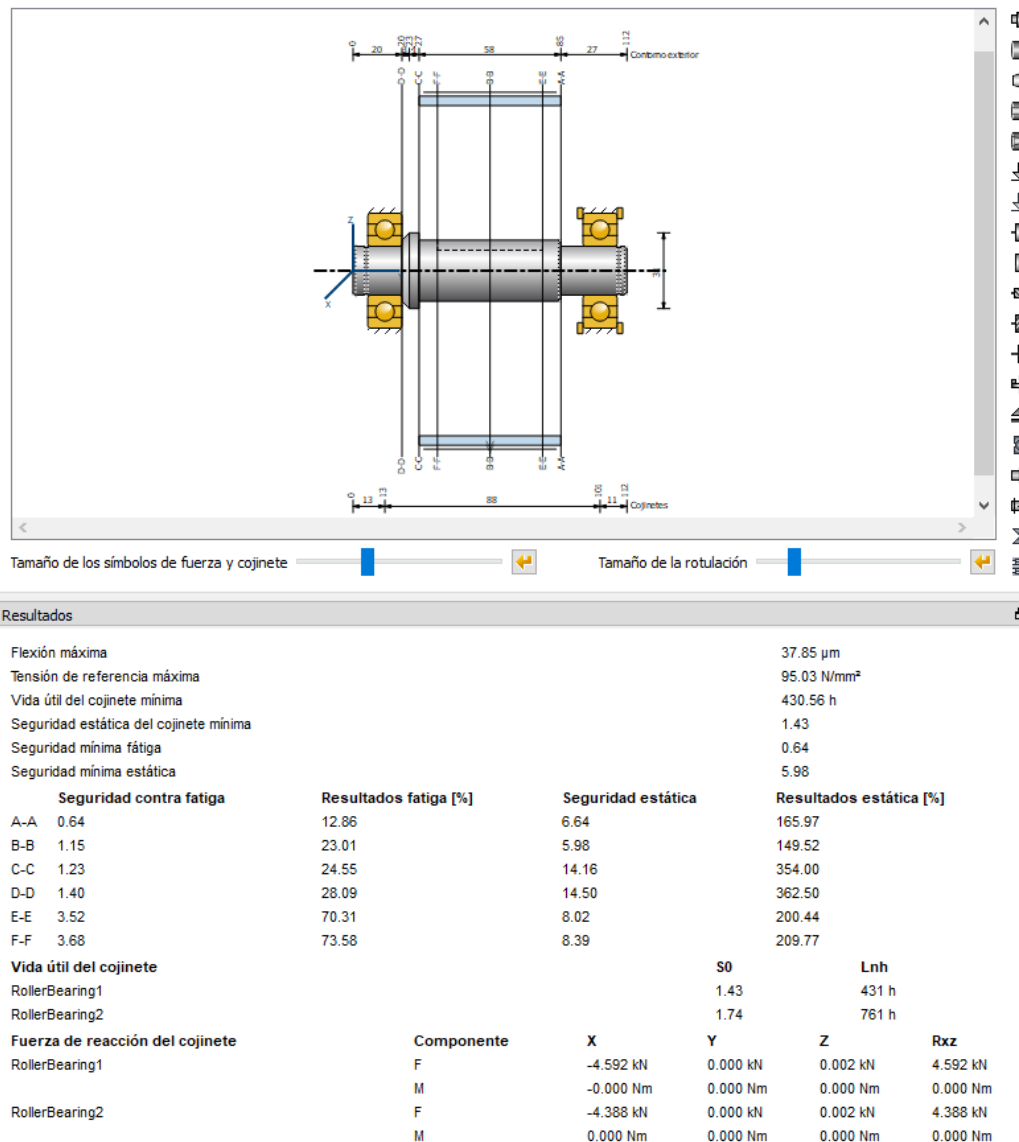 0 20 20 23 27 58 85 27 112 Contorno exterior
D-D C-C F-F B-B E-E A-A
Z
X
D-D C-C F-F B-B E-E A-A
0 13 13 88 101 11 112 Cojinetes
Tamaño de los símbolos de fuerza y cojinete Tamaño de la rotulación
Resultados
Flexión máxima 37.85 µm
Tensión de referencia máxima 95.03 N/mm²
Vida útil del cojinete mínima 430.56 h
Seguridad estática del cojinete mínima 1.43
Seguridad mínima fátiga 0.64
Seguridad mínima estática 5.98
Seguridad contra fatiga Resultados fatiga [%] Seguridad estática Resultados estática [%]
A-A 0.64 12.86 6.64 165.97
B-B 1.15 23.01 5.98 149.52
C-C 1.23 24.55 14.16 354.00
D-D 1.40 28.09 14.50 362.50
E-E 3.52 70.31 8.02 200.44
F-F 3.68 73.58 8.39 209.77
Vida útil del cojinete S0 Lnh
RollerBearing1 1.43 431 h
RollerBearing2 1.74 761 h
Fuerza de reacción del cojinete Componente X Y Z Rxz
RollerBearing1 F -4.592 kN 0.000 kN 0.002 kN 4.592 kN
M -0.000 Nm 0.000 Nm 0.000 Nm 0.000 Nm
RollerBearing2 F -4.388 kN 0.000 kN 0.002 kN 4.388 kN
M 0.000 Nm 0.000 Nm 0.000 Nm 0.000 Nm